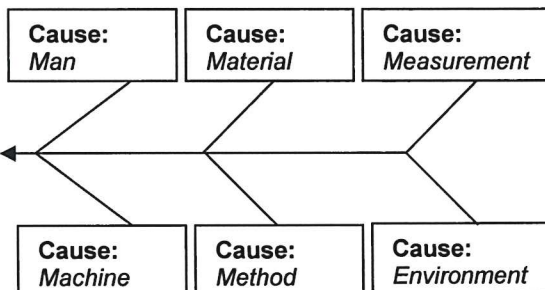 Cause:
Man
Cause:
Material
Cause:
Measurement
Cause:
Machine
Cause:
Method
Cause:
Environment